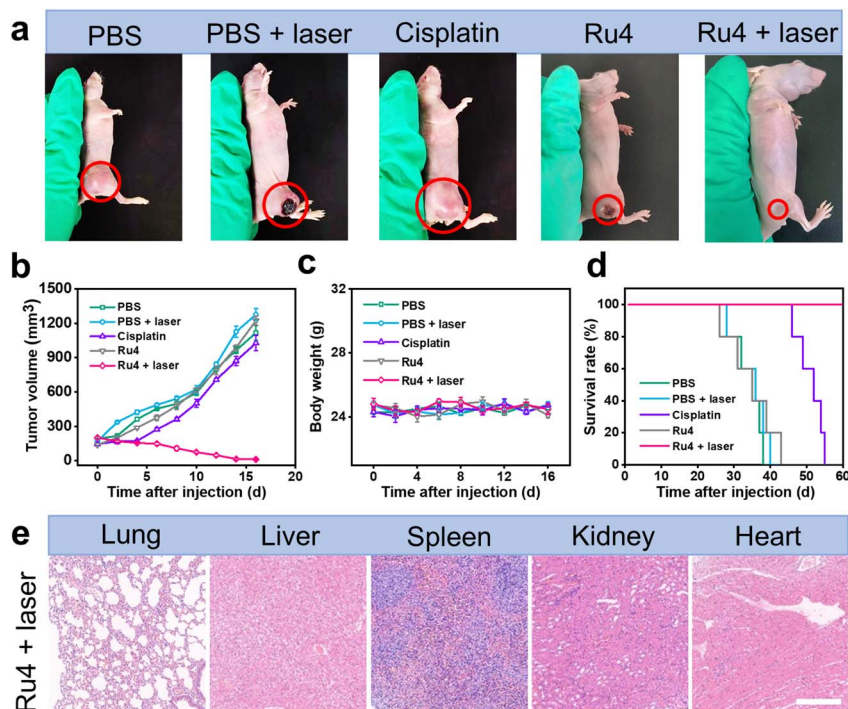 a
PBS PBS + laser Cisplatin Ru4 Ru4 + laser
b
Tumor volume (mm³)
1500
1200
900
600
300
0
PBS
PBS + laser
Cisplatin
Ru4
Ru4 + laser
0 5 10 15 20
Time after injection (d)
c
Body weight (g)
32
28
24
PBS
PBS + laser
Cisplatin
Ru4
Ru4 + laser
0 4 8 12 16
Time after injection (d)
d
Survival rate (%)
100
80
60
40
20
0
PBS
PBS + laser
Cisplatin
Ru4
Ru4 + laser
0 10 20 30 40 50 60
Time after injection (d)
e
Lung Liver Spleen Kidney Heart
Ru4 + laser